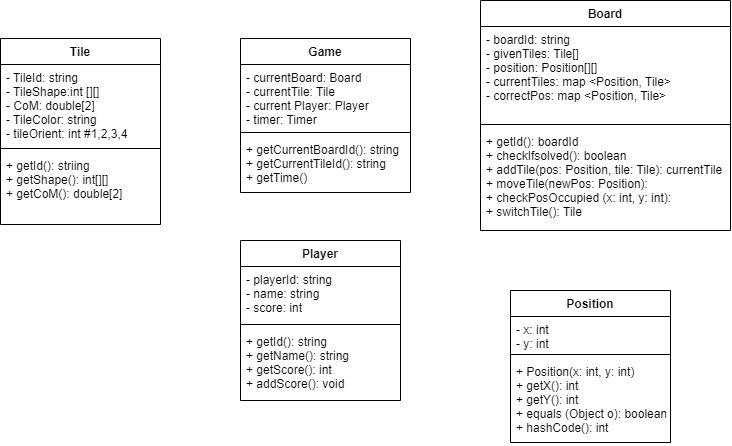 Tile
- TileId: string
- TileShape:int [][]
- CoM: double[2]
- TileColor: string
- tileOrient: int #1,2,3,4
+ getId(): striing
+ getShape(): int[][]
+ getCoM(): double[2]
Game
- currentBoard: Board
- currentTile: Tile
- current Player: Player
- timer: Timer
+ getCurrentBoardId(): string
+ getCurrentTileId(): string
+ getTime()
Board
- boardId: string
- givenTiles: Tile[]
- position: Position[][]
- currentTiles: map <Position, Tile>
- correctPos: map <Position, Tile>
+ getId(): boardId
+ checkIfsolved(): boolean
+ addTile(pos: Position, tile: Tile): currentTile
+ moveTile(newPos: Position):
+ checkPosOccupied (x: int, y: int):
+ switchTile(): Tile
Player
- playerId: string
- name: string
- score: int
+ getId(): string
+ getName(): string
+ getScore(): int
+ addScore(): void
Position
- x: int
- y: int
+ Position(x: int, y: int)
+ getX(): int
+ getY(): int
+ equals (Object o): boolean
+ hashCode(): int